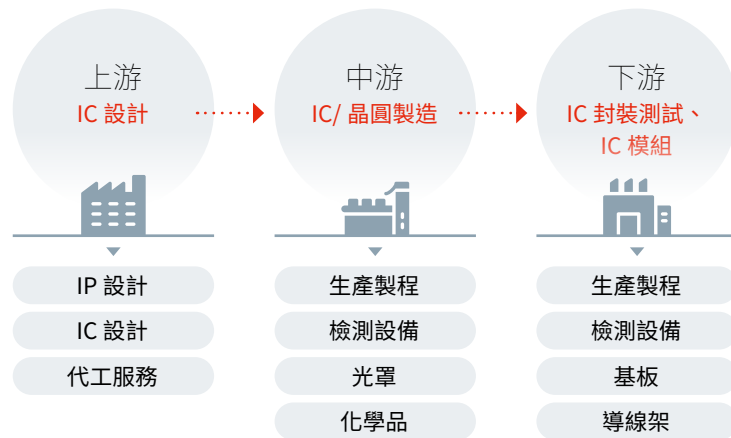 上游
IC 設計
中游
IC/ 晶圓製造
下游
IC 封裝測試、
IC 模組
IP 設計
IC 設計
代工服務
生產製程
檢測設備
光罩
化學品
生產製程
檢測設備
基板
導線架